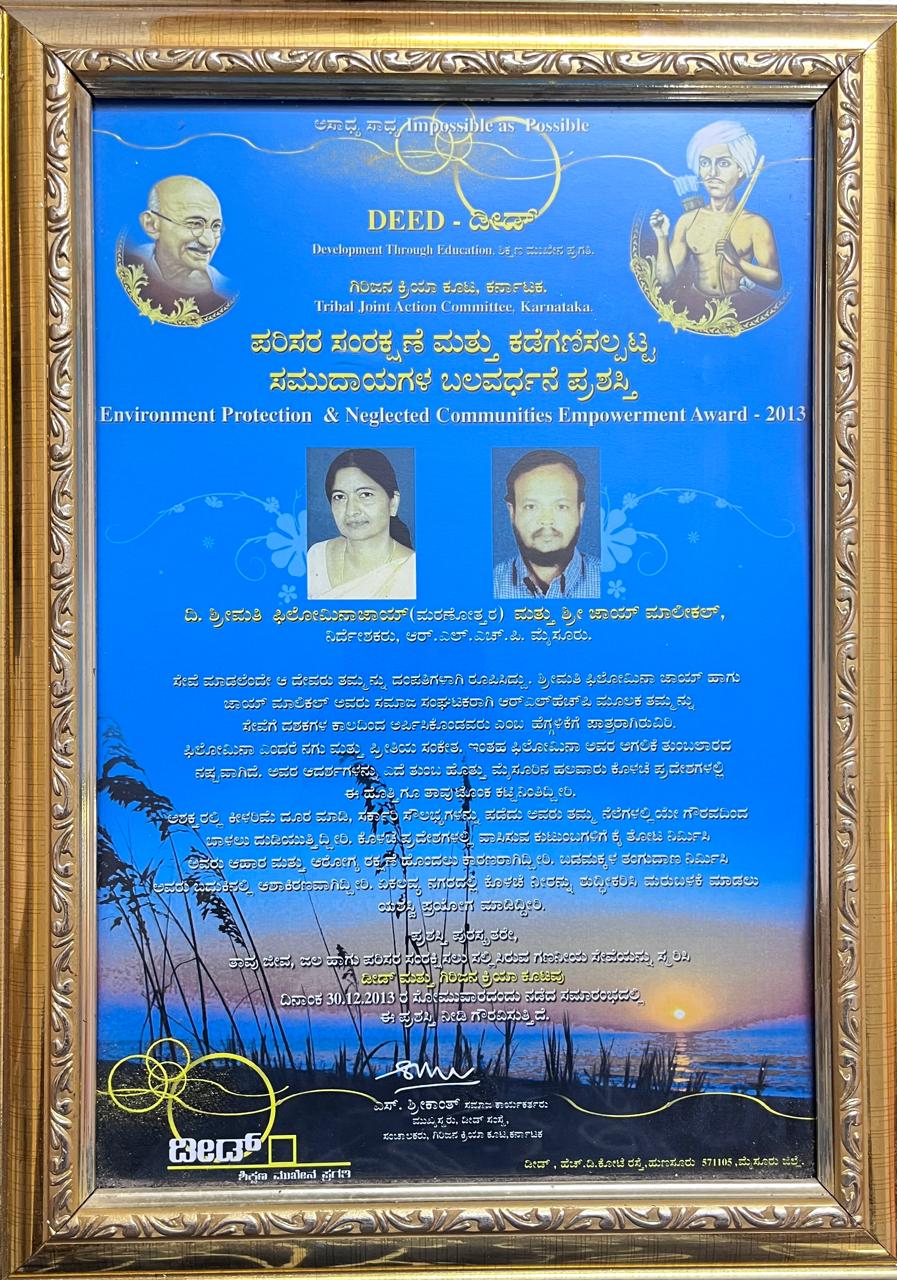 ಅಸಾಧ್ಯ ಸಾಧ್ಯ Impossible as Possible
DEED - ಡೀಡ್
Development Through Education, ಶಿಕ್ಷಣ ಮುಖೇನ ಪ್ರಗತಿ.
ಗಿರಿಜನ ಕ್ರಿಯಾ ಕೂಟ, ಕರ್ನಾಟಕ.
Tribal Joint Action Committee, Karnataka.
ಪರಿಸರ ಸಂರಕ್ಷಣೆ ಮತ್ತು ಕಡೆಗಣಿಸಲ್ಪಟ್ಟ
ಸಮುದಾಯಗಳ ಬಲವರ್ಧನೆ ಪ್ರಶಸ್ತಿ
Environment Protection & Neglected Communities Empowerment Award - 2013
ದಿ. ಶ್ರೀಮತಿ ಫಿಲೋಮಿನಾಜಾಯ್(ಮರಣೋತ್ತರ) ಮತ್ತು ಶ್ರೀ ಜಾಯ್ ಮಾಲೀಕಲ್,
ನಿರ್ದೇಶಕರು, ಆರ್.ಎಲ್.ಎಚ್.ಪಿ. ಮೈಸೂರು.
ಸೇವೆ ಮಾಡಲೆಂದೇ ಆ ದೇವರು ತಮ್ಮನ್ನು ದಂಪತಿಗಳಾಗಿ ರೂಪಿಸಿದ್ದು. ಶ್ರೀಮತಿ ಫಿಲೋಮಿನಾ ಜಾಯ್ ಹಾಗು
ಜಾಯ್ ಮಾಲಿಕಲ್ ಅವರು ಸಮಾಜ ಸಂಘಟಕರಾಗಿ ಆರ್‌ಎಲ್‌ಹೆಚ್‌ಪಿ ಮೂಲಕ ತಮ್ಮನ್ನು
ಸೇವೆಗೆ ದಶಕಗಳ ಕಾಲದಿಂದ ಅರ್ಪಿಸಿಕೊಂಡವರು ಎಂಬ ಹೆಗ್ಗಳಿಕೆಗೆ ಪಾತ್ರರಾಗಿರುವಿರಿ.
ಫಿಲೋಮಿನಾ ಎಂದರೆ ನಗು ಮತ್ತು ಪ್ರೀತಿಯ ಸಂಕೇತ. ಇಂತಹ ಫಿಲೋಮಿನಾ ಅವರ ಅಗಲಿಕೆ ತುಂಬಲಾರದ
ನಷ್ಟವಾಗಿದೆ. ಅವರ ಆದರ್ಶಗಳನ್ನು ಎದೆ ತುಂಬ ಹೊತ್ತು ಮೈಸೂರಿನ ಹಲವಾರು ಕೊಳಚೆ ಪ್ರದೇಶಗಳಲ್ಲಿ
ಈ ಹೊತ್ತಿಗೂ ತಾವು ಟೊಂಕ ಕಟ್ಟಿ ನಿಂತಿದ್ದೀರಿ.
ಅಶಕ್ತರಲ್ಲಿ ಕೀಳರಿಮೆ ದೂರ ಮಾಡಿ, ಸರ್ಕಾರಿ ಸೌಲಭ್ಯಗಳನ್ನು ಪಡೆದು ಅವರು ತಮ್ಮ ನೆಲೆಗಳಲ್ಲಿಯೇ ಗೌರವದಿಂದ
ಬಾಳಲು ದುಡಿಯುತ್ತಿದ್ದೀರಿ. ಕೊಳಚೆ ಪ್ರದೇಶಗಳಲ್ಲಿ ವಾಸಿಸುವ ಕುಟುಂಬಗಳಿಗೆ ಕೈ ತೋಟ ನಿರ್ಮಿಸಿ
ಅವರು ಆಹಾರ ಮತ್ತು ಆರೋಗ್ಯ ರಕ್ಷಣೆ ಹೊಂದಲು ಕಾರಣರಾಗಿದ್ದೀರಿ. ಬಡಮಕ್ಕಳ ತಂಗುದಾಣ ನಿರ್ಮಿಸಿ
ಅವರು ಬದುಕಿನಲ್ಲಿ ಆಶಾಕಿರಣವಾಗಿದ್ದೀರಿ. ಏಕಲವ್ಯ ನಗರದಲ್ಲಿ ಕೊಳಚೆ ನೀರನ್ನು ಶುದ್ಧೀಕರಿಸಿ ಮರುಬಳಕೆ ಮಾಡಲು
ಯಶಸ್ವಿ ಪ್ರಯೋಗ ಮಾಡಿದ್ದೀರಿ.
ಪ್ರಶಸ್ತಿ ಪುರಸ್ಕೃತರೇ,
ತಾವು ಜೀವ, ಜಲ ಹಾಗು ಪರಿಸರ ಸಂರಕ್ಷಿಸಲು ಸಲ್ಲಿಸಿರುವ ಗಣನೀಯ ಸೇವೆಯನ್ನು ಸ್ಮರಿಸಿ
ಡೀಡ್ ಮತ್ತು ಗಿರಿಜನ ಕ್ರಿಯಾ ಕೂಟವು
ದಿನಾಂಕ 30.12.2013 ರ ಸೋಮವಾರದಂದು ನಡೆದ ಸಮಾರಂಭದಲ್ಲಿ
ಈ ಪ್ರಶಸ್ತಿ ನೀಡಿ ಗೌರವಿಸುತ್ತಿದೆ.
ಎಸ್. ಶ್ರೀಕಾಂತ್ ಸಮಾಜ ಕಾರ್ಯಕರ್ತರು
ಮುಖ್ಯಸ್ಥರು, ಡೀಡ್ ಸಂಸ್ಥೆ,
ಸಂಚಾಲಕರು, ಗಿರಿಜನ ಕ್ರಿಯಾ ಕೂಟ,ಕರ್ನಾಟಕ
ಡೀಡ್
ಶಿಕ್ಷಣ ಮುಖೇನ ಪ್ರಗತಿ
ಡೀಡ್ , ಹೆಚ್.ಡಿ.ಕೋಟೆ ರಸ್ತೆ,ಹುಣಸೂರು 571105 ,ಮೈಸೂರು ಜಿಲ್ಲೆ.